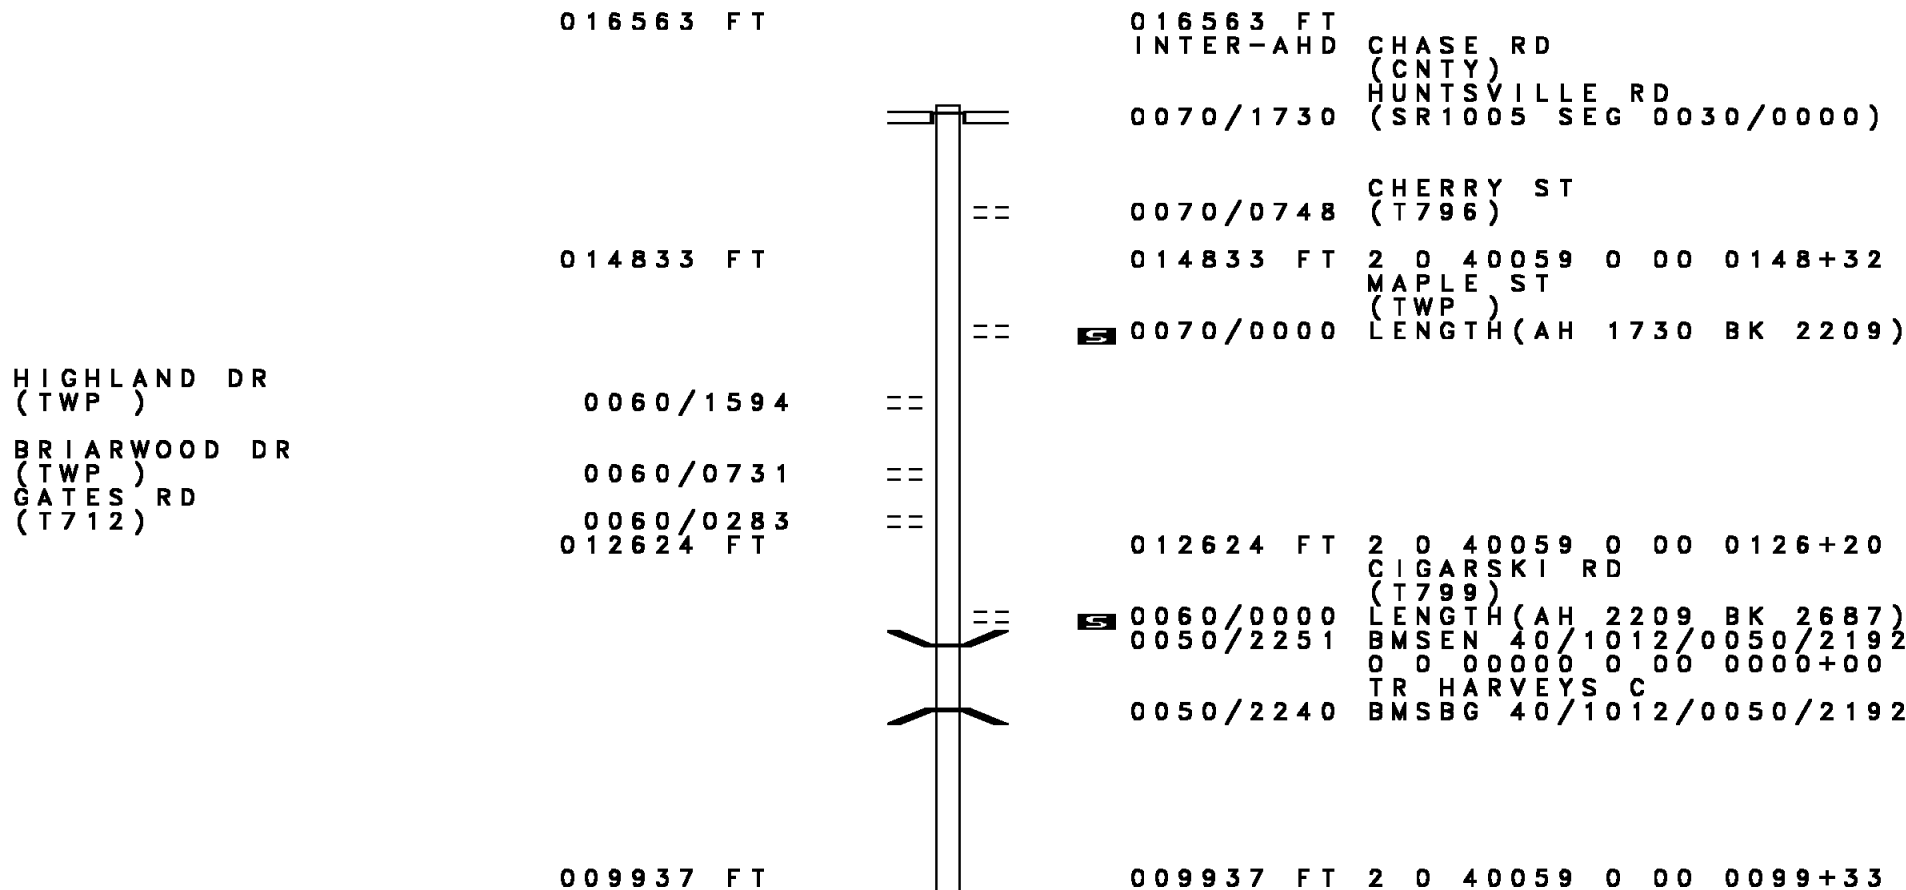 016563 FT 016563 FT
INTER-AHD CHASE RD
(CNTY)
HUNTSVILLE RD
0070/1730 (SR1005 SEG 0030/0000)
CHERRY ST
0070/0748 (T796)
014833 FT 014833 FT 2 0 40059 0 00 0148+32
MAPLE ST
(TWP )
S 0070/0000 LENGTH(AH 1730 BK 2209)
HIGHLAND DR
(TWP ) 0060/1594
BRIARWOOD DR
(TWP ) 0060/0731
GATES RD
(T712) 0060/0283
012624 FT 012624 FT 2 0 40059 0 00 0126+20
CIGARSKI RD
(T799)
S 0060/0000 LENGTH(AH 2209 BK 2687)
0050/2251 BMSEN 40/1012/0050/2192
0 0 00000 0 00 0000+00
TR HARVEYS C
0050/2240 BMSBG 40/1012/0050/2192
009937 FT 009937 FT 2 0 40059 0 00 0099+33